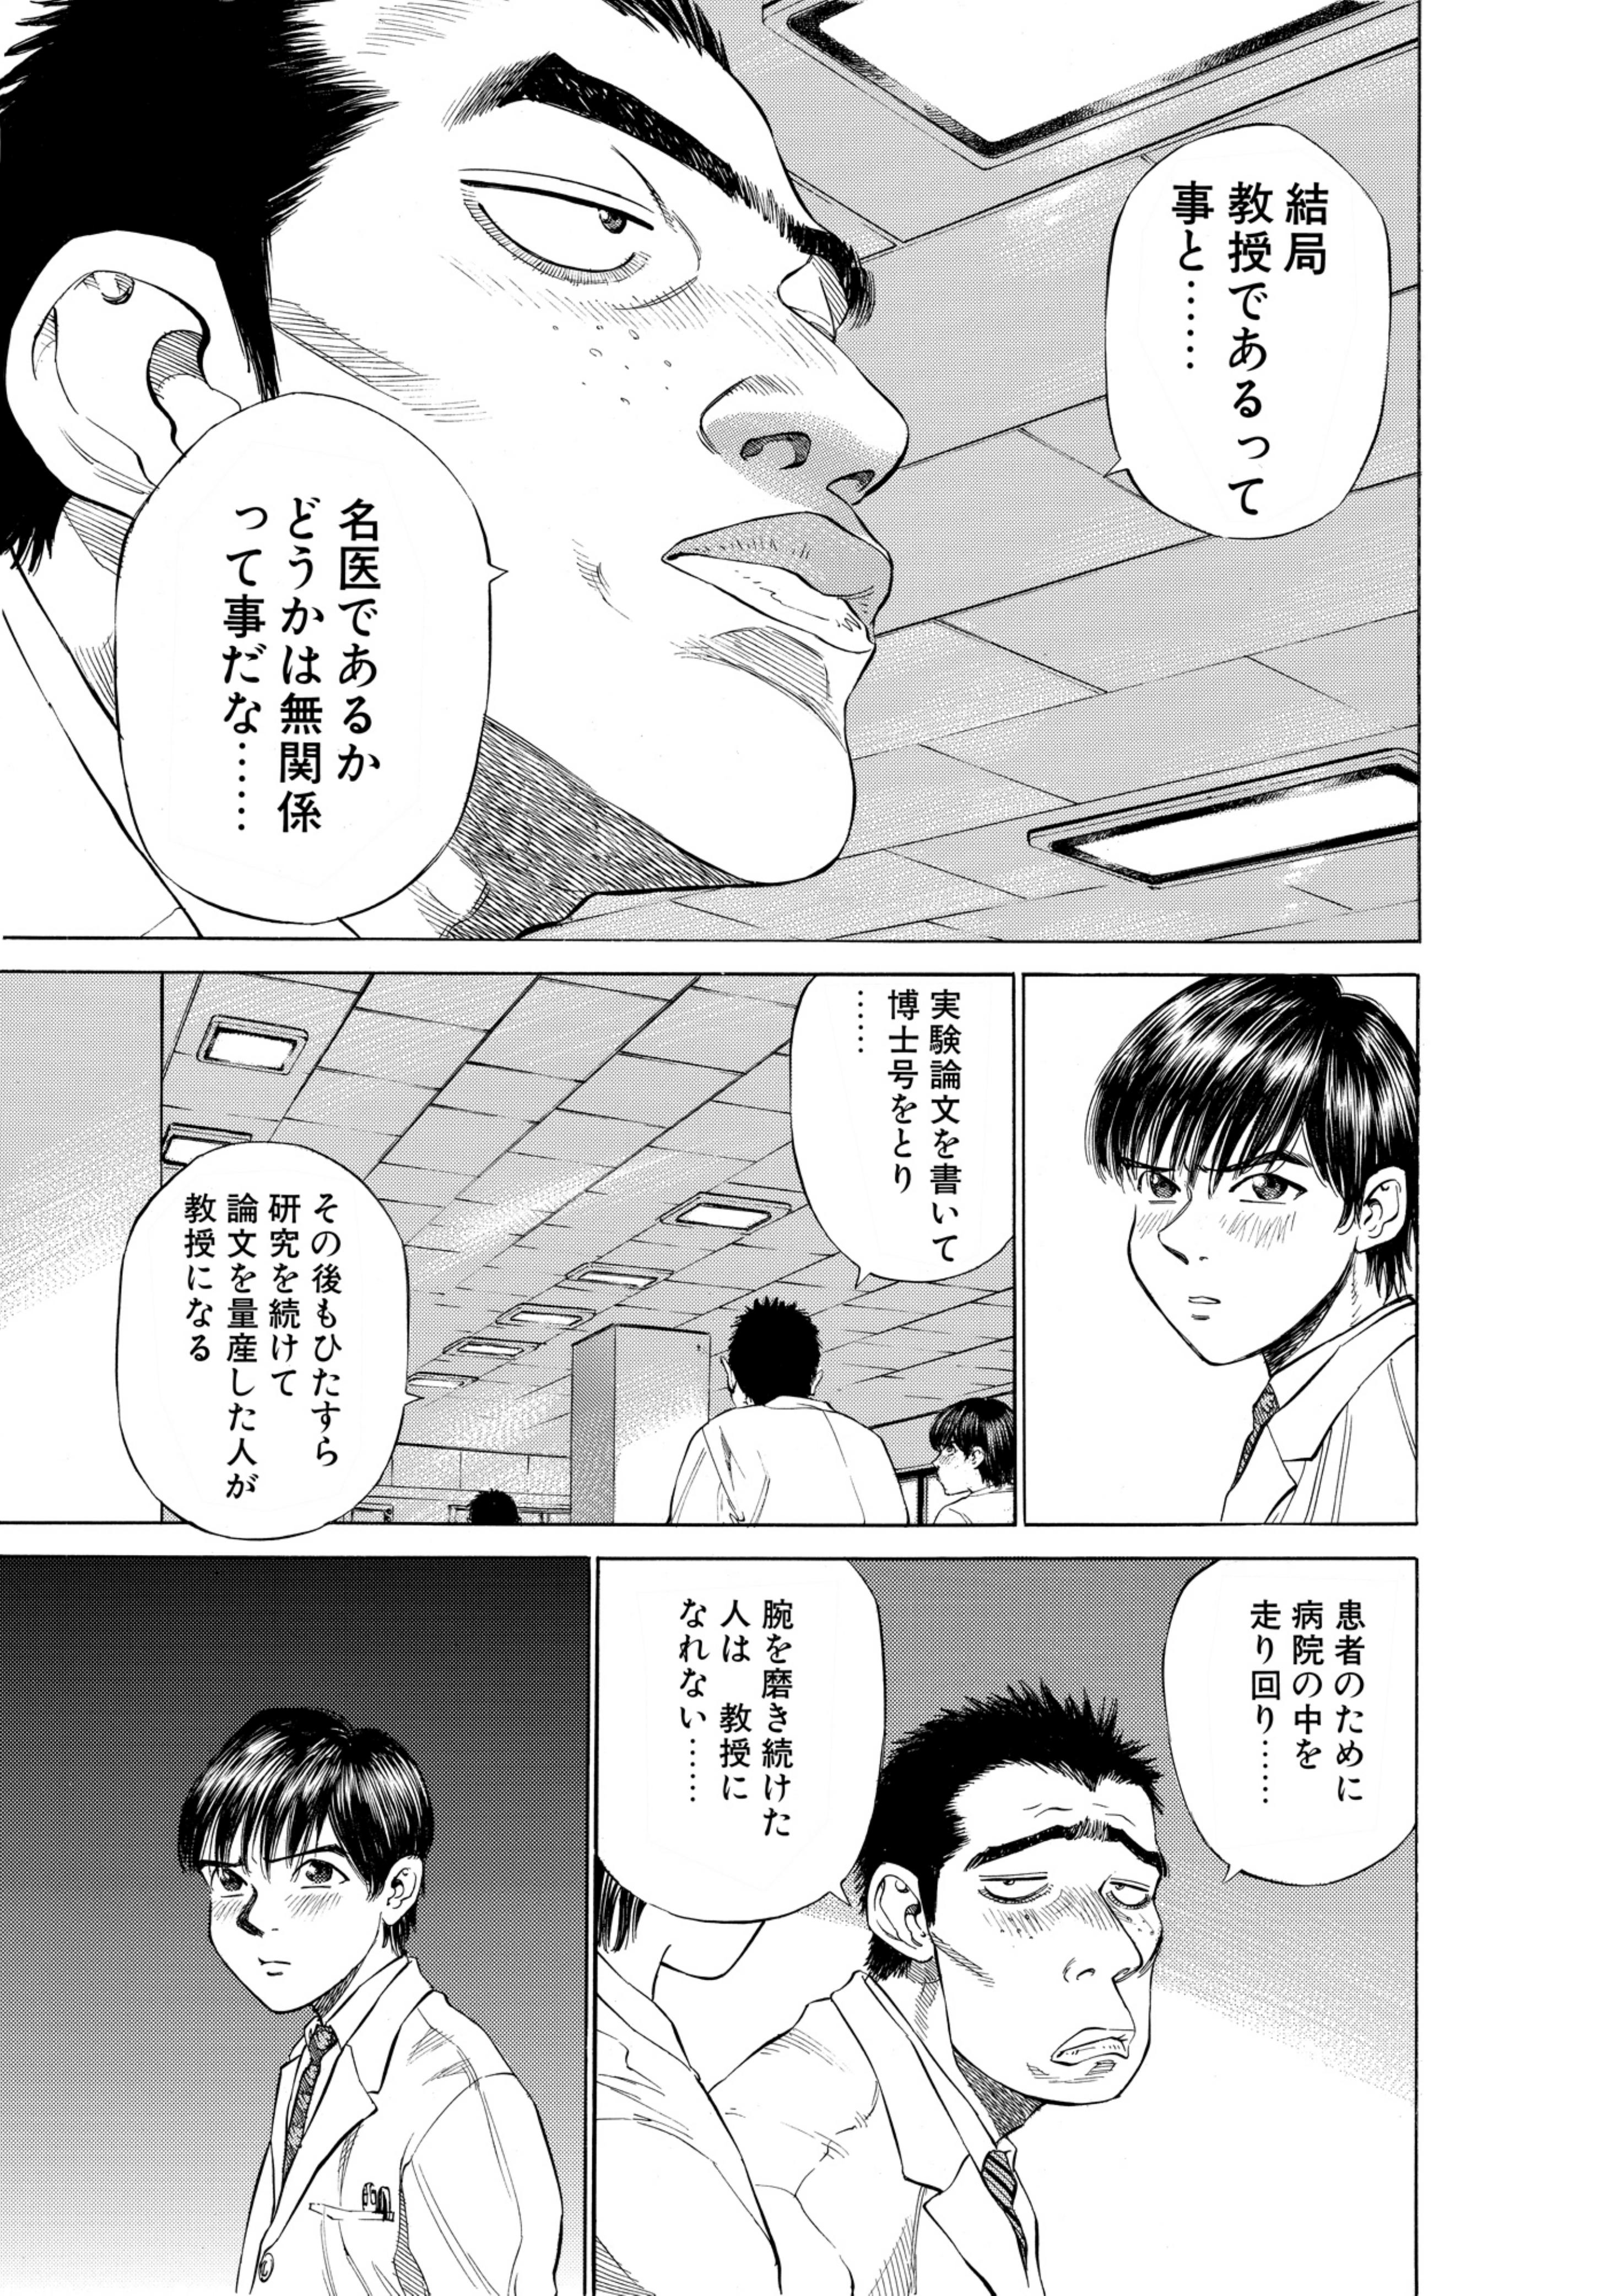 結局
教授であるって
事と……
名医であるか
どうかは無関係
って事だな……
実験論文を書いて
博士号をとり
……
その後もひたすら
研究を続けて
論文を量産した人が
教授になる
患者のために
病院の中を
走り回り……
腕を磨き続けた
人は 教授に
なれない……